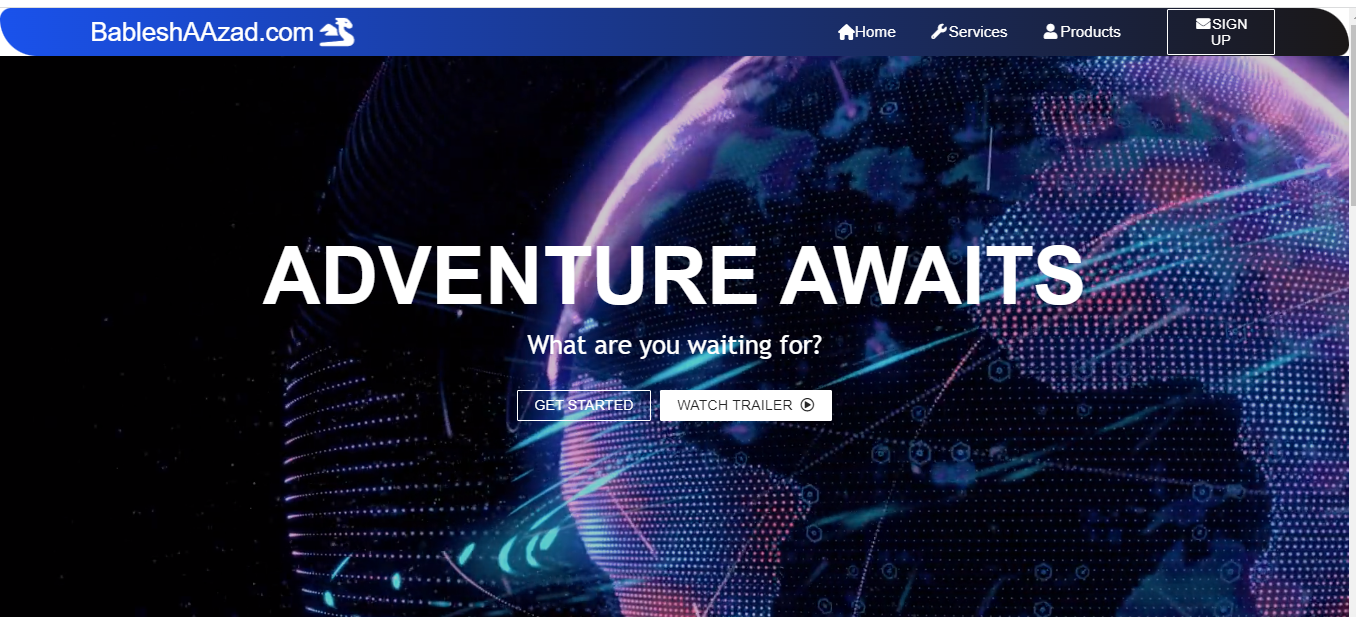 BableshAAzad.com
Home
Services
Products
SIGN
UP
ADVENTURE AWAITS
What are you waiting for?
GET STARTED
WATCH TRAILER